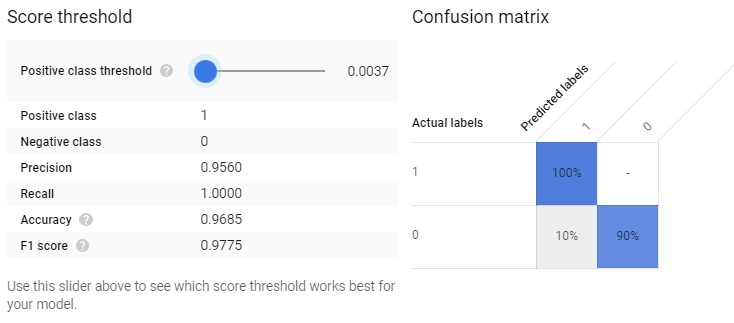 Score threshold
Positive class threshold ? 0.0037
Positive class 1
Negative class 0
Precision 0.9560
Recall 1.0000
Accuracy ? 0.9685
F1 score ? 0.9775
Use this slider above to see which score threshold works best for
your model.
Confusion matrix
Actual labels Predicted labels 1 0
1 100% -
0 10% 90%